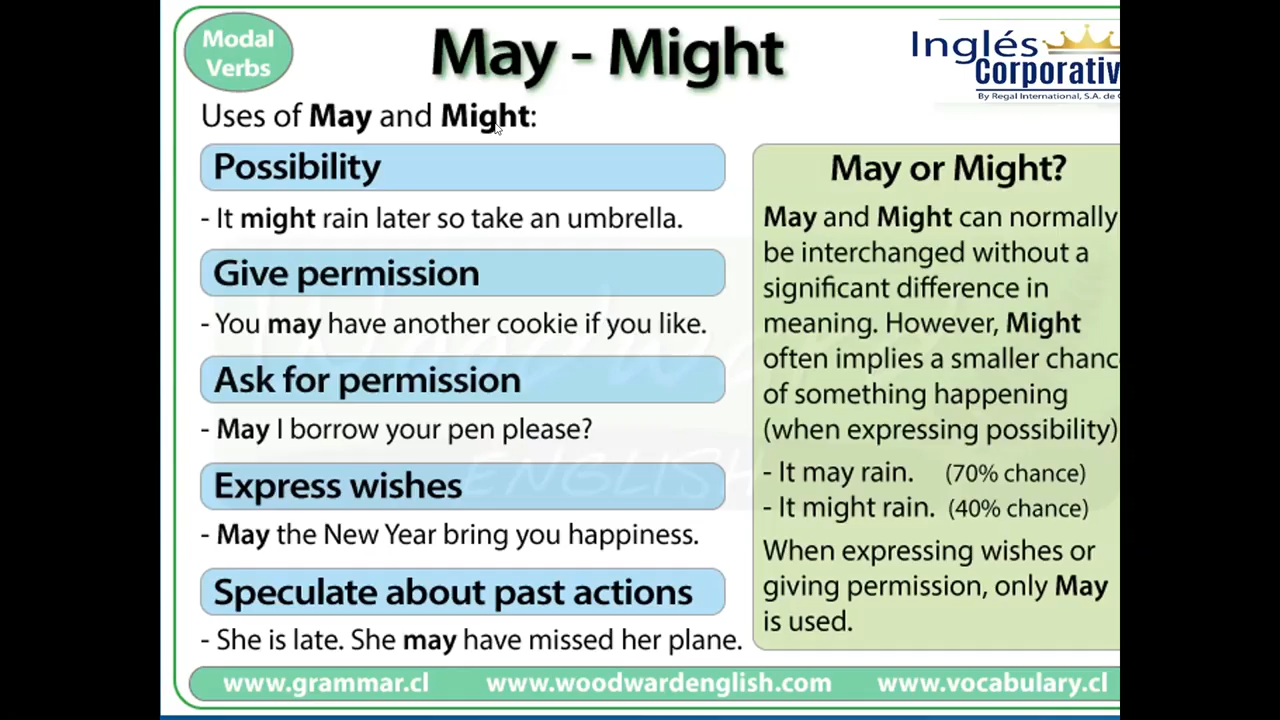 Modal
Verbs
May - Might
Inglés
Corporativ
By Regal International, S.A. de
Uses of May and Might:
Possibility
- It might rain later so take an umbrella.
Give permission
- You may have another cookie if you like.
Ask for permission
- May I borrow your pen please?
Express wishes
- May the New Year bring you happiness.
Speculate about past actions
- She is late. She may have missed her plane.
May or Might?
May and Might can normally
be interchanged without a
significant difference in
meaning. However, Might
often implies a smaller chanc
of something happening
(when expressing possibility)
- It may rain. (70% chance)
- It might rain. (40% chance)
When expressing wishes or
giving permission, only May
is used.
Woodward
ENGLISH
www.grammar.cl www.woodwardenglish.com www.vocabulary.cl